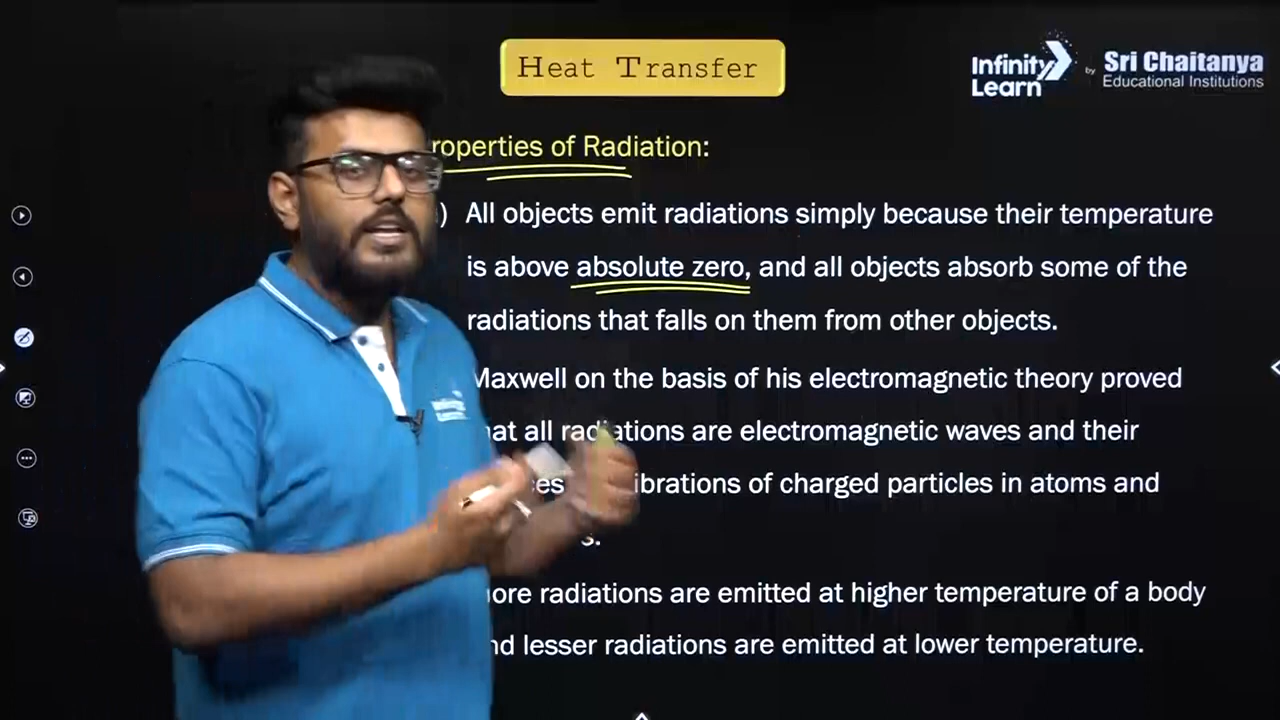 Heat Transfer
Infinity Learn by Sri Chaitanya Educational Institutions
roperties of Radiation:
) All objects emit radiations simply because their temperature
is above absolute zero, and all objects absorb some of the
radiations that falls on them from other objects.
Maxwell on the basis of his electromagnetic theory proved
at all radiations are electromagnetic waves and their
ces ibrations of charged particles in atoms and
s.
ore radiations are emitted at higher temperature of a body
nd lesser radiations are emitted at lower temperature.